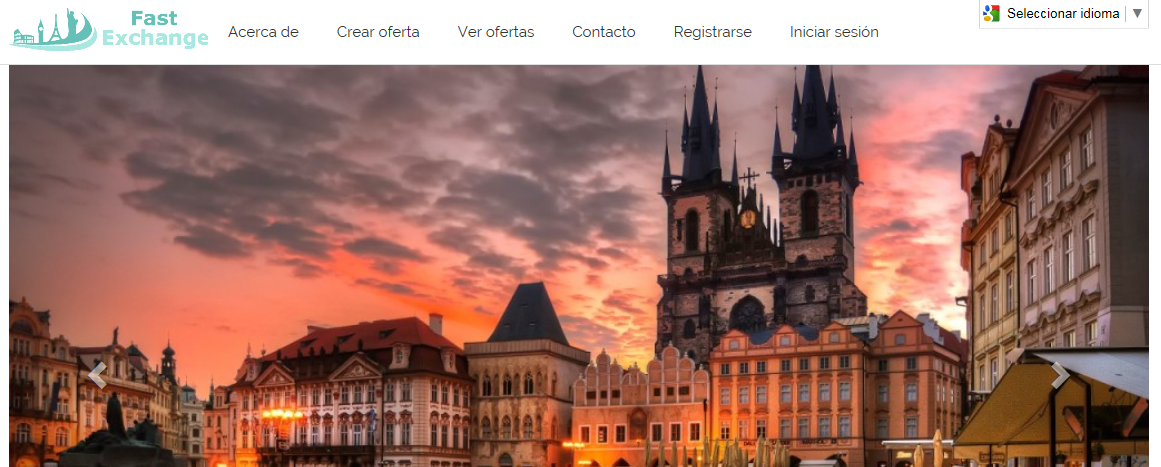 Fast
Exchange
Acerca de
Crear oferta
Ver ofertas
Contacto
Registrarse
Iniciar sesión
Seleccionar idioma ▼